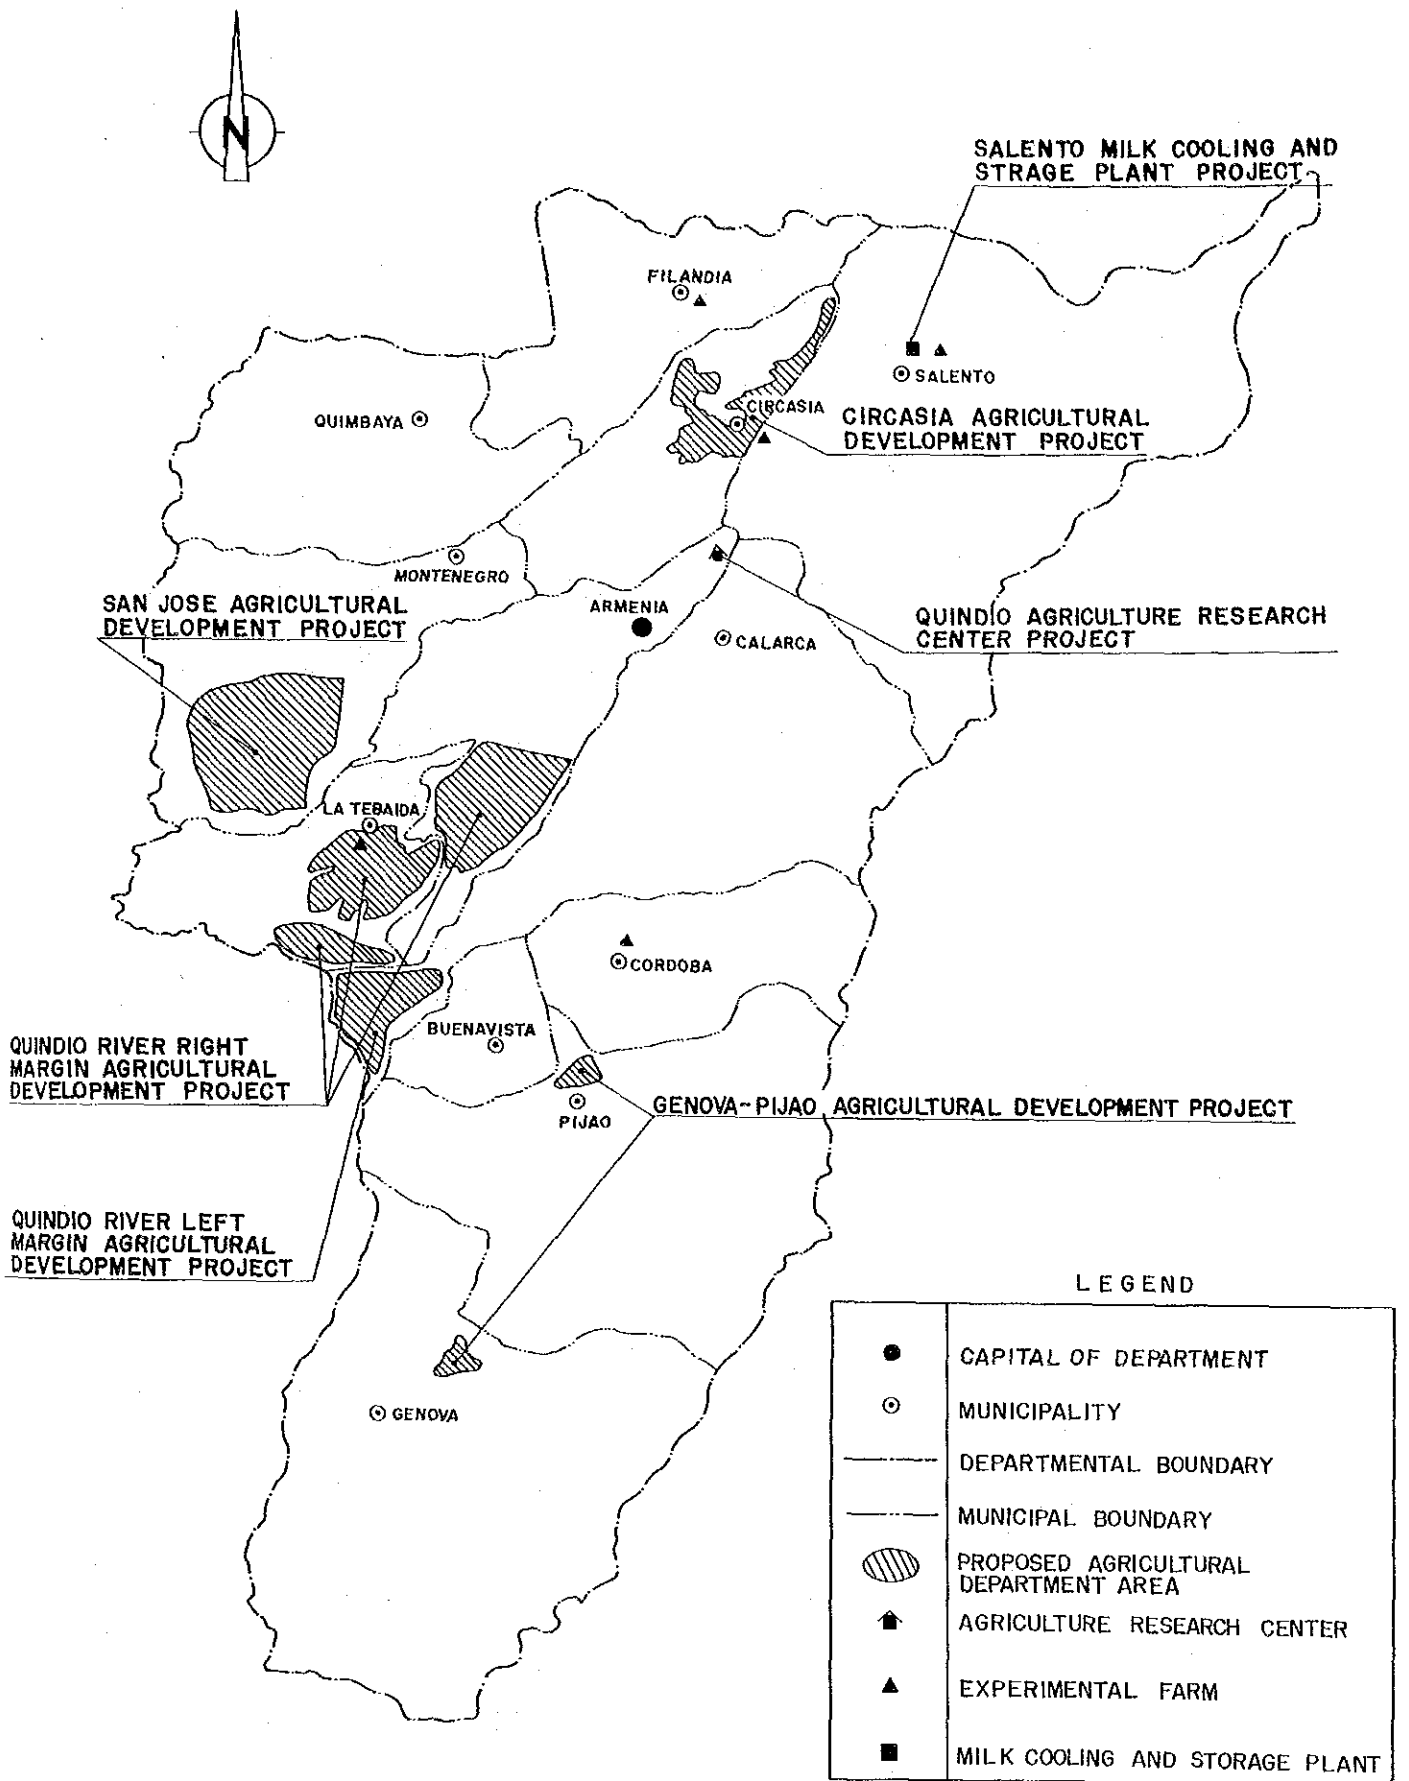 N
SALENTO MILK COOLING AND
STRAGE PLANT PROJECT
FILANDIA
SALENTO
QUIMBAYA
CIRCASIA
CIRCASIA AGRICULTURAL
DEVELOPMENT PROJECT
MONTENEGRO
SAN JOSE AGRICULTURAL
DEVELOPMENT PROJECT
ARMENIA
CALARCA
QUINDIO AGRICULTURE RESEARCH
CENTER PROJECT
LA TEBAIDA
CORDOBA
BUENAVISTA
QUINDIO RIVER RIGHT
MARGIN AGRICULTURAL
DEVELOPMENT PROJECT
PIJAO
GENOVA~PIJAO AGRICULTURAL DEVELOPMENT PROJECT
QUINDIO RIVER LEFT
MARGIN AGRICULTURAL
DEVELOPMENT PROJECT
GENOVA
LEGEND
CAPITAL OF DEPARTMENT
MUNICIPALITY
DEPARTMENTAL BOUNDARY
MUNICIPAL BOUNDARY
PROPOSED AGRICULTURAL
DEPARTMENT AREA
AGRICULTURE RESEARCH CENTER
EXPERIMENTAL FARM
MILK COOLING AND STORAGE PLANT